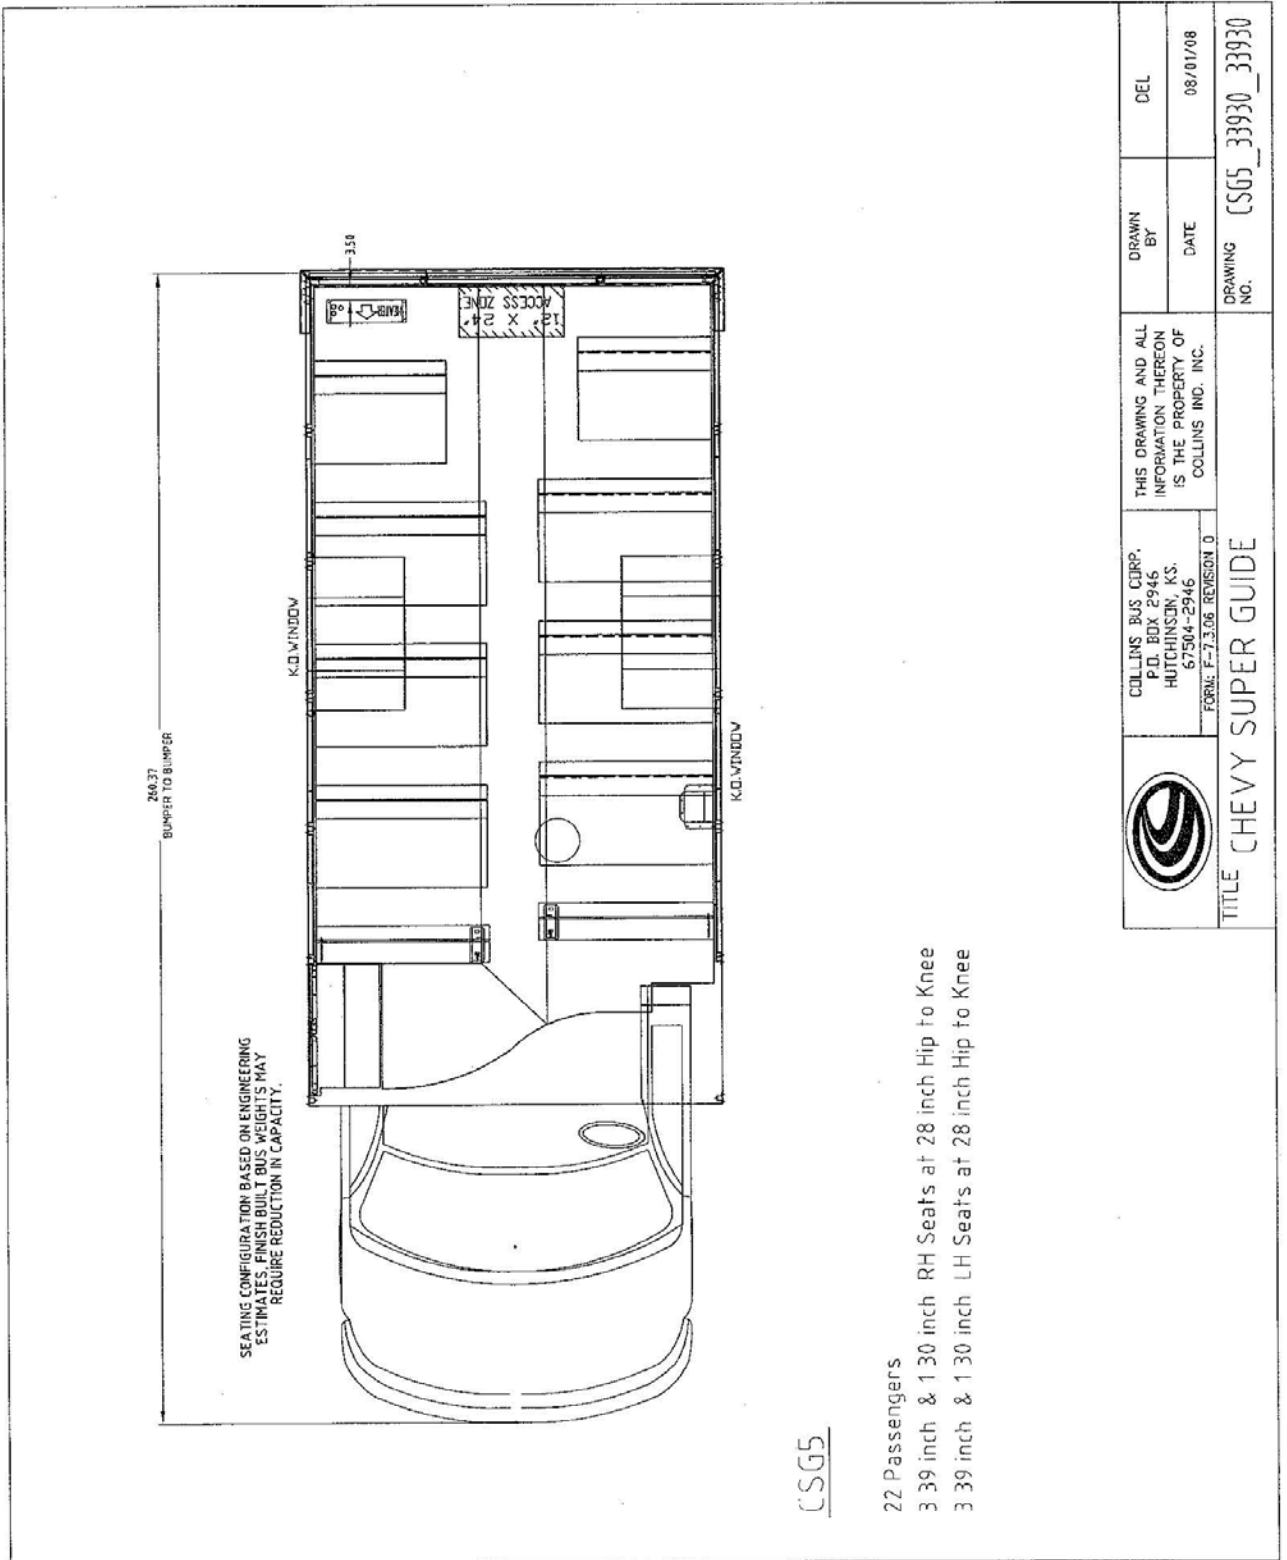 260.37
BUMPER TO BUMPER
SEATING CONFIGURATION BASED ON ENGINEERING
ESTIMATES, FINISH BUILT BUS WEIGHTS MAY
REQUIRE REDUCTION IN CAPACITY.
K.O.WINDOW
3.50
HEATER
12" X 24"
ACCESS ZONE
K.O.WINDOW
CSG5
22 Passengers
3 39 inch & 1 30 inch RH Seats at 28 inch Hip to Knee
3 39 inch & 1 30 inch LH Seats at 28 inch Hip to Knee
COLLINS BUS CORP.
P.O. BOX 2946
HUTCHINSON, KS.
67504-2946
FORM: F-7.3.06 REVISION 0
THIS DRAWING AND ALL
INFORMATION THEREON
IS THE PROPERTY OF
COLLINS IND. INC.
DRAWN
BY
DEL
DATE
08/01/08
TITLE CHEVY SUPER GUIDE
DRAWING
NO.
CSG5_33930_33930